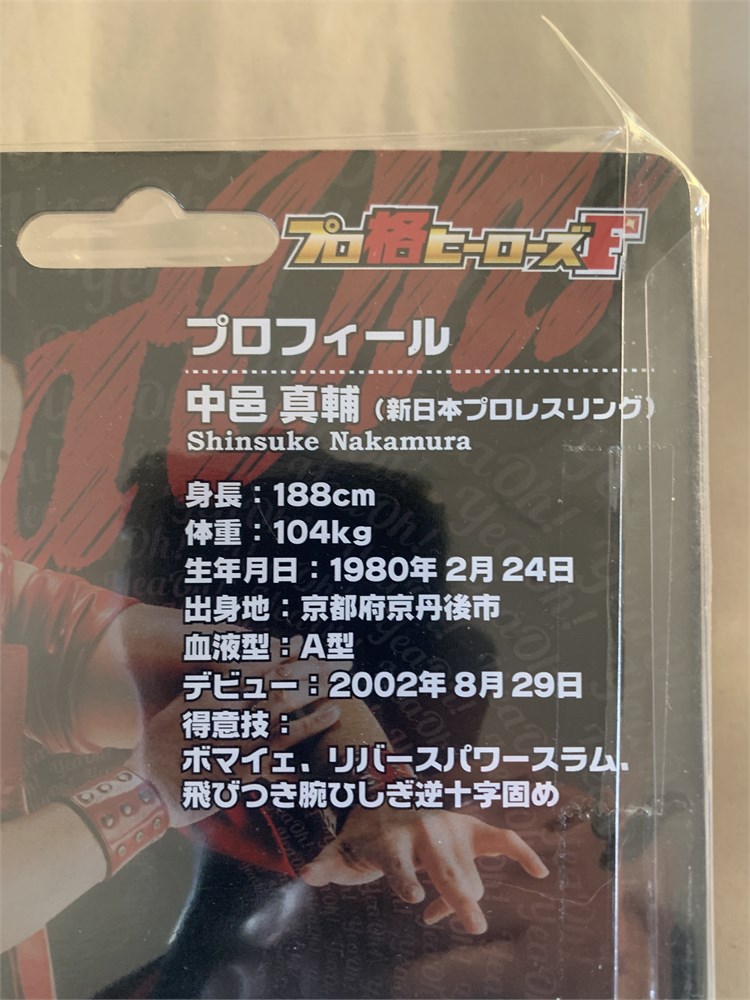 プロ格ヒーローズF
プロフィール
中邑 真輔（新日本プロレスリング）
Shinsuke Nakamura
身長：188cm
体重：104kg
生年月日：1980年 2月 24日
出身地：京都府京丹後市
血液型：A型
デビュー：2002年 8月 29日
得意技：
ボマイェ、リバースパワースラム、
飛びつき腕ひしぎ逆十字固め